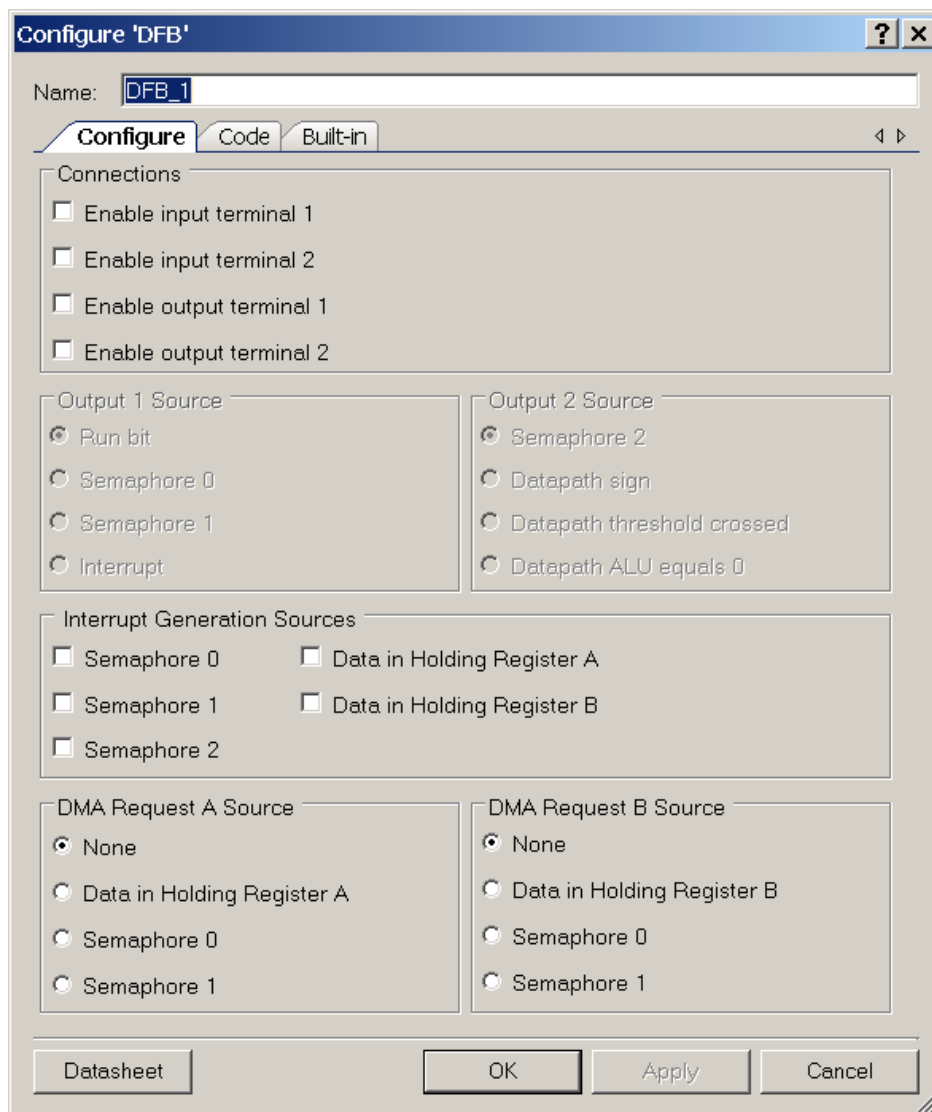 Configure 'DFB'
Name: DFB_1
Configure Code Built-in
Connections
Enable input terminal 1
Enable input terminal 2
Enable output terminal 1
Enable output terminal 2
Output 1 Source
Run bit
Semaphore 0
Semaphore 1
Interrupt
Output 2 Source
Semaphore 2
Datapath sign
Datapath threshold crossed
Datapath ALU equals 0
Interrupt Generation Sources
Semaphore 0
Semaphore 1
Semaphore 2
Data in Holding Register A
Data in Holding Register B
DMA Request A Source
None
Data in Holding Register A
Semaphore 0
Semaphore 1
DMA Request B Source
None
Data in Holding Register B
Semaphore 0
Semaphore 1
Datasheet OK Apply Cancel